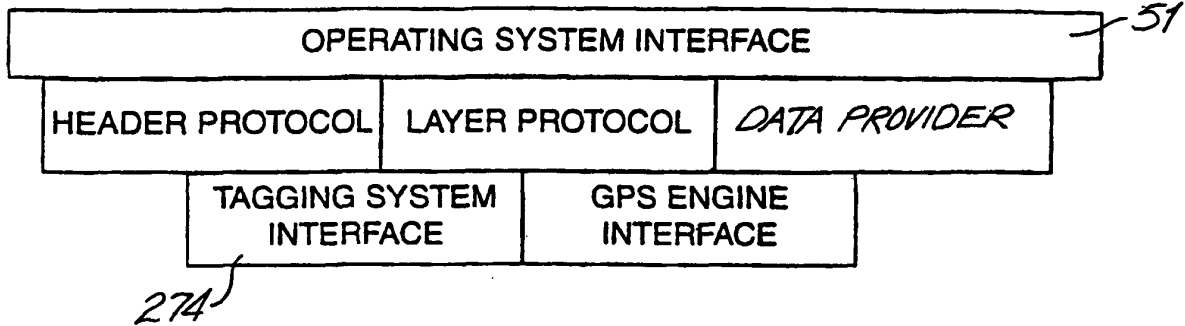 OPERATING SYSTEM INTERFACE
51
HEADER PROTOCOL
LAYER PROTOCOL
DATA PROVIDER
TAGGING SYSTEM
INTERFACE
GPS ENGINE
INTERFACE
274